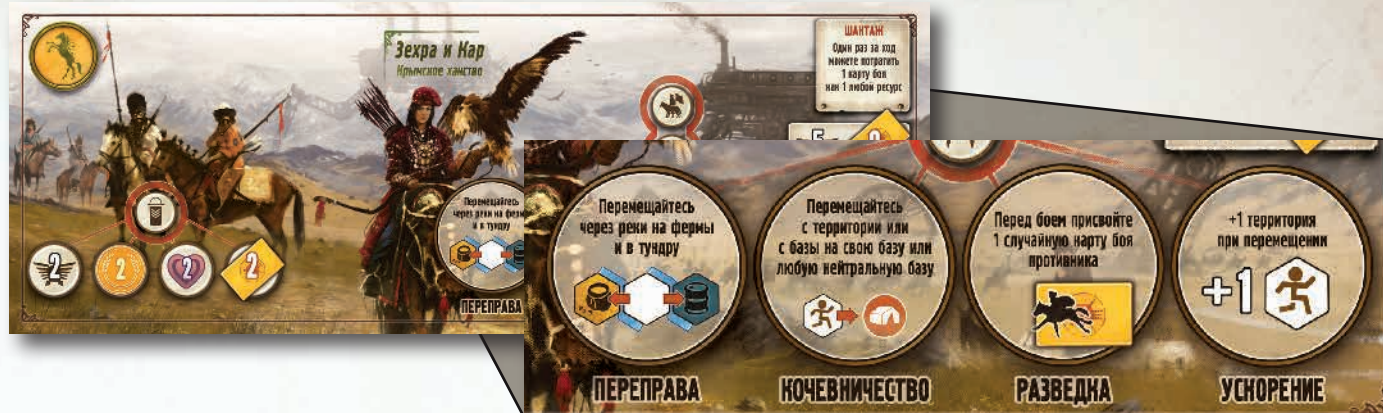 Зехра и Кар
Крымское ханство
ШАНТАЖ
Один раз за ход
можете потратить
1 карту боя
как 1 любой ресурс
5
2
2
2
2
Перемещайтесь
через реки на фермы
и в тундру
ПЕРЕПРАВА
Перемещайтесь
через реки на фермы
и в тундру
ПЕРЕПРАВА
Перемещайтесь
с территории или
с базы на свою базу или
любую нейтральную базу
КОЧЕВНИЧЕСТВО
Перед боем присвойте
1 случайную карту боя
противника
РАЗВЕДКА
+1 территория
при перемещении
+1
УСКОРЕНИЕ